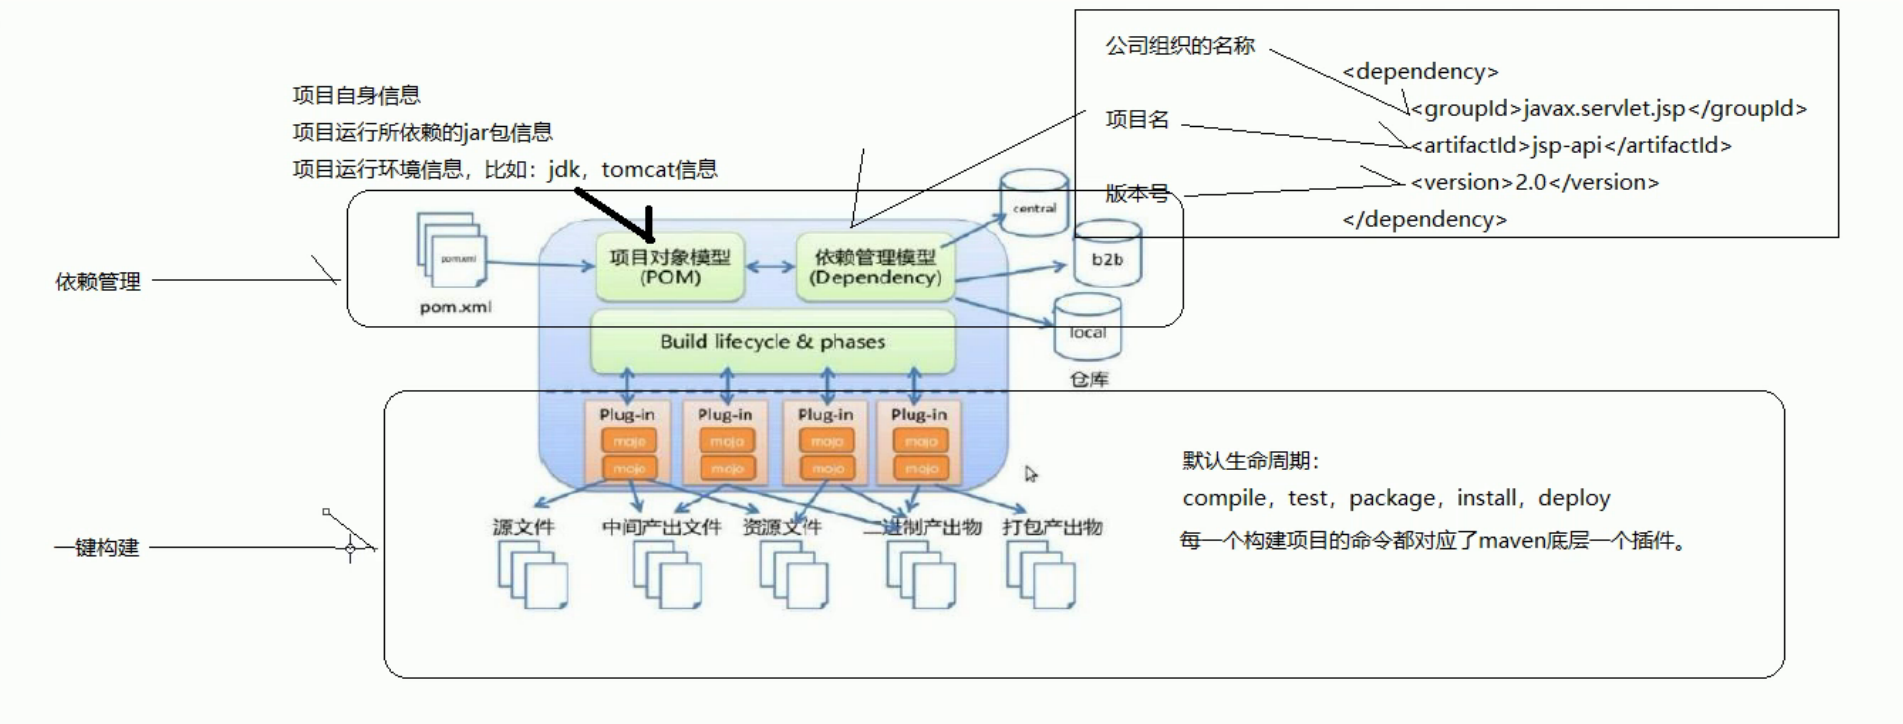 公司组织的名称
<dependency>
项目自身信息
<groupId>javax.servlet.jsp</groupId>
项目名
项目运行所依赖的jar包信息
<artifactId>jsp-api</artifactId>
项目运行环境信息，比如：jdk，tomcat信息
<version>2.0</version>
版本号
central
</dependency>
项目对象模型
(POM)
依赖管理模型
(Dependency)
b2b
pom.xml
依赖管理
pom.xml
local
Build lifecycle & phases
仓库
Plug-in
Plug-in
Plug-in
Plug-in
mojo
mojo
mojo
mojo
mojo
mojo
mojo
mojo
默认生命周期：
compile，test，package，install，deploy
源文件
中间产出文件
资源文件
二进制产出物
打包产出物
每一个构建项目的命令都对应了maven底层一个插件。
一键构建